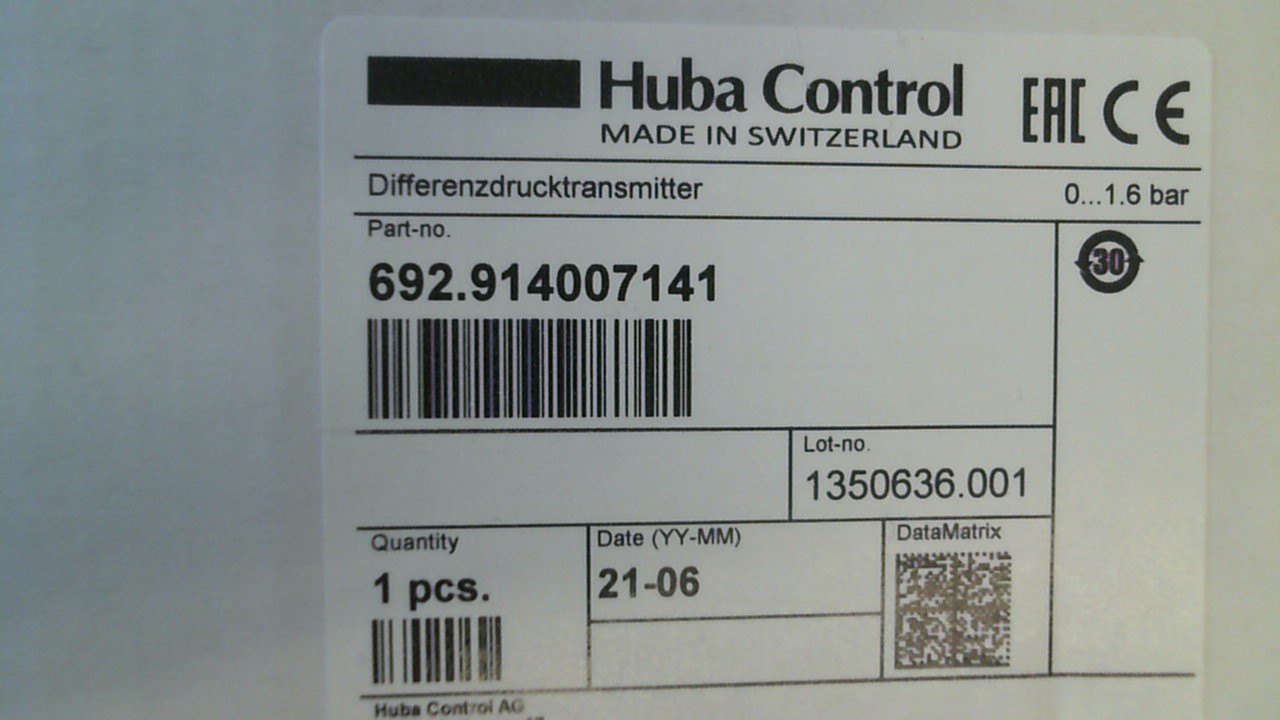 Huba Control
MADE IN SWITZERLAND
EAC CE
Differenzdrucktransmitter
0...1.6 bar
Part-no.
692.914007141
30
Lot-no.
1350636.001
Quantity
1 pcs.
Date (YY-MM)
21-06
DataMatrix
Huba Control AG